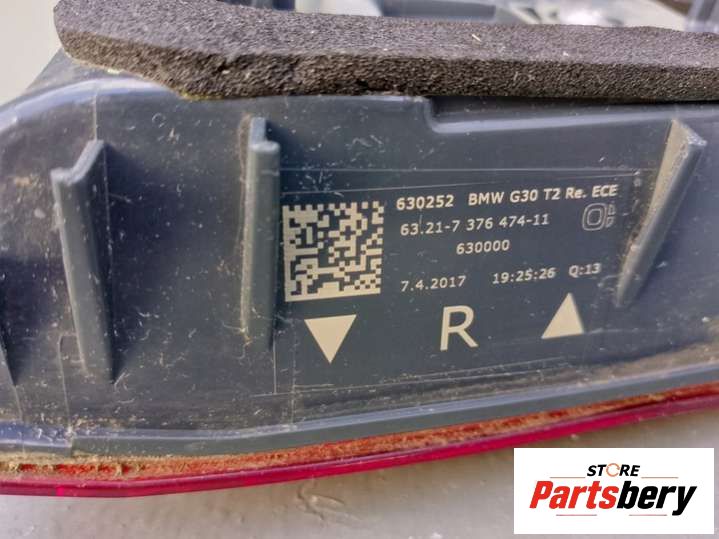 630252 BMW G30 T2 Re. ECE
63.21-7 376 474-11
630000
7.4.2017 19:25:26 Q:13
R
STORE
Partsbery